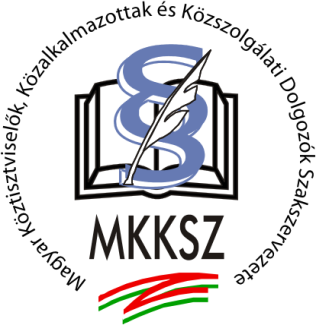 Magyar Köztisztviselők, Közalkalmazottak és Közszolgálati Dolgozók Szakszervezete
§
MKKSZ